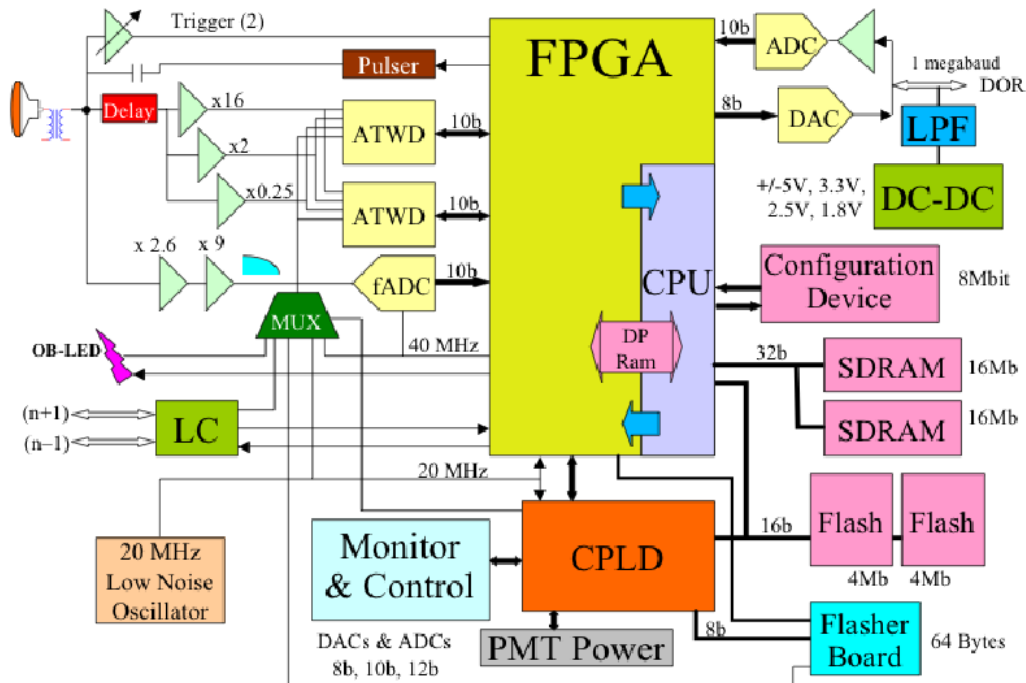 Trigger (2)
FPGA
10b
ADC
1 megabaud
DOR
Pulser
Delay
x16
ATWD
10b
8b
DAC
LPF
x2
+/-5V, 3.3V,
2.5V, 1.8V
DC-DC
x0.25
ATWD
10b
x 2.6
x 9
fADC
10b
CPU
Configuration
Device
8Mbit
MUX
OB-LED
40 MHz
DP
Ram
32b
SDRAM
16Mb
(n+1)
(n−1)
LC
SDRAM
16Mb
20 MHz
20 MHz
Low Noise
Oscillator
Monitor
& Control
CPLD
16b
Flash
Flash
4Mb
4Mb
DACs & ADCs
8b, 10b, 12b
PMT Power
8b
Flasher
Board
64 Bytes